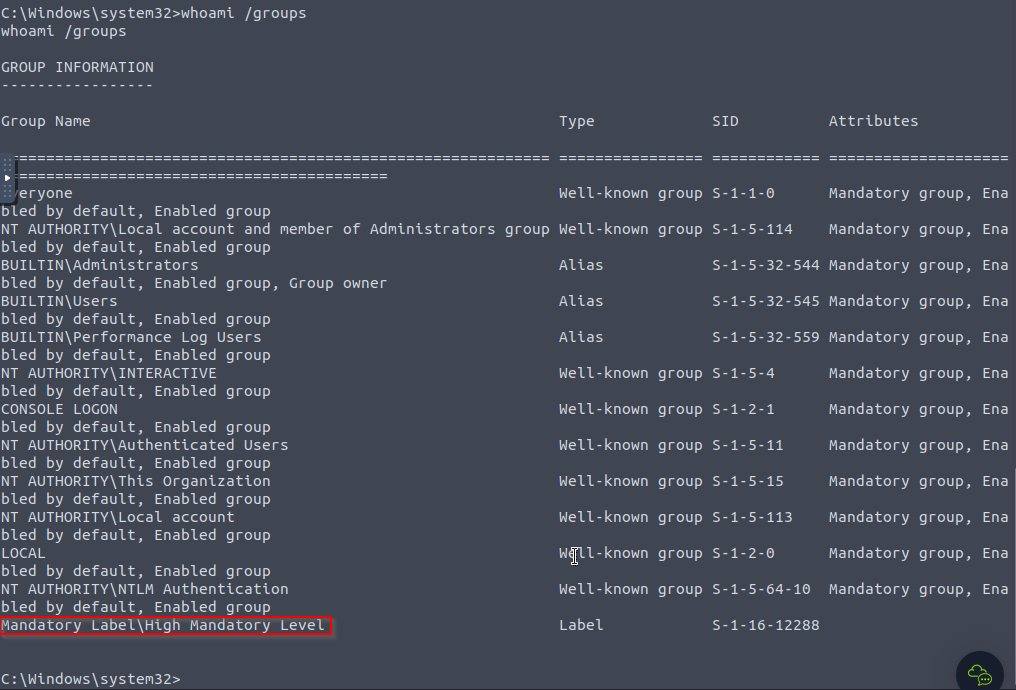 C:\Windows\system32>whoami /groups
whoami /groups
GROUP INFORMATION
-----------------
Group Name Type SID Attributes
=========================================================== ================ ============ ====================
===========================================
eryone Well-known group S-1-1-0 Mandatory group, Ena
bled by default, Enabled group
NT AUTHORITY\Local account and member of Administrators group Well-known group S-1-5-114 Mandatory group, Ena
bled by default, Enabled group
BUILTIN\Administrators Alias S-1-5-32-544 Mandatory group, Ena
bled by default, Enabled group, Group owner
BUILTIN\Users Alias S-1-5-32-545 Mandatory group, Ena
bled by default, Enabled group
BUILTIN\Performance Log Users Alias S-1-5-32-559 Mandatory group, Ena
bled by default, Enabled group
NT AUTHORITY\INTERACTIVE Well-known group S-1-5-4 Mandatory group, Ena
bled by default, Enabled group
CONSOLE LOGON Well-known group S-1-2-1 Mandatory group, Ena
bled by default, Enabled group
NT AUTHORITY\Authenticated Users Well-known group S-1-5-11 Mandatory group, Ena
bled by default, Enabled group
NT AUTHORITY\This Organization Well-known group S-1-5-15 Mandatory group, Ena
bled by default, Enabled group
NT AUTHORITY\Local account Well-known group S-1-5-113 Mandatory group, Ena
bled by default, Enabled group
LOCAL Well-known group S-1-2-0 Mandatory group, Ena
bled by default, Enabled group
NT AUTHORITY\NTLM Authentication Well-known group S-1-5-64-10 Mandatory group, Ena
bled by default, Enabled group
Mandatory Label\High Mandatory Level Label S-1-16-12288
C:\Windows\system32>